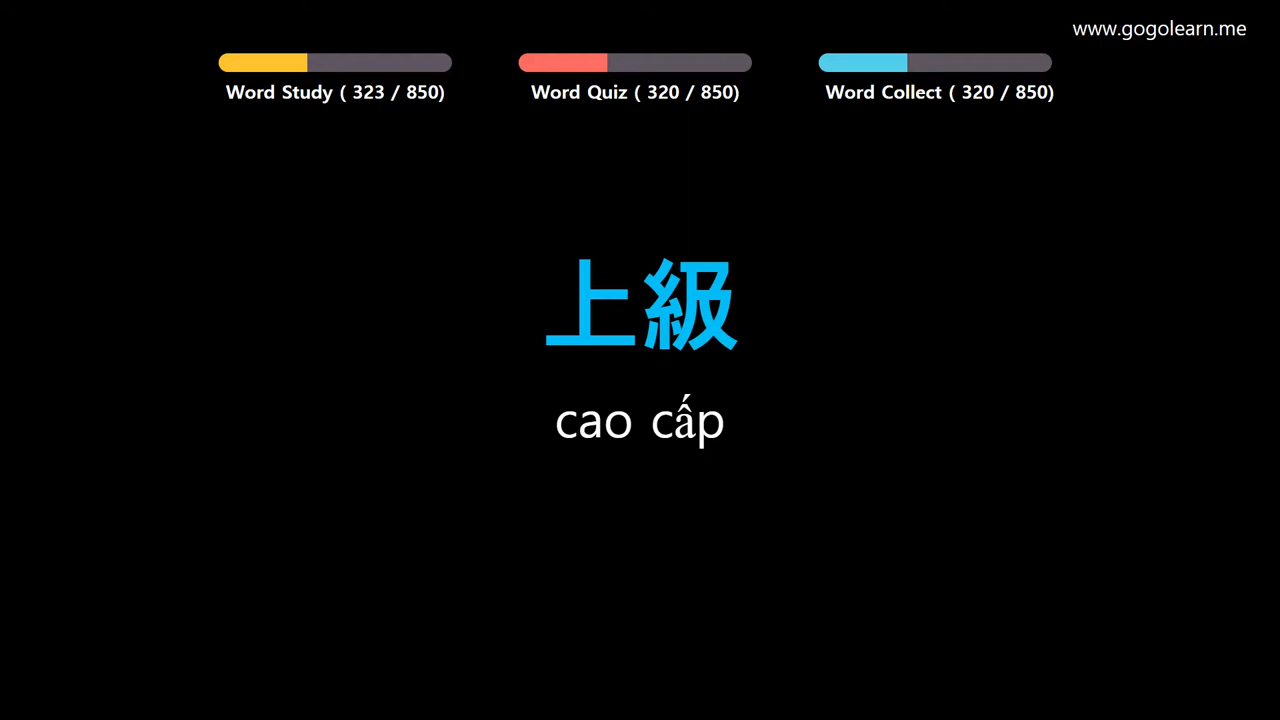 www.gogolearn.me
Word Study ( 323 / 850)
Word Quiz ( 320 / 850)
Word Collect ( 320 / 850)
上級
cao cấp